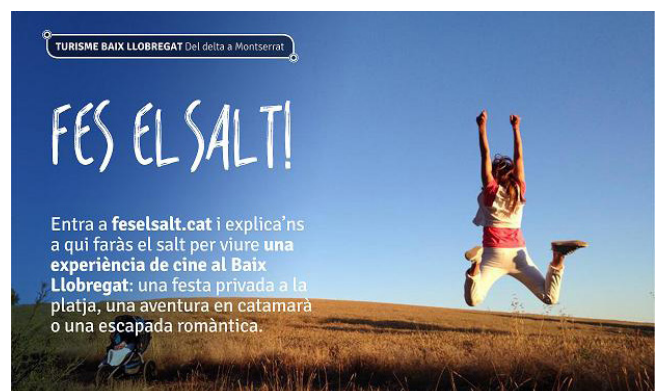 TURISME BAIX LLOBREGAT Del delta a Montserrat
FES EL SALT!
Entra a feselsalt.cat i explica'ns
a qui faràs el salt per viure una
experiència de cine al Baix
Llobregat: una festa privada a la
platja, una aventura en catamarà
o una escapada romàntica.